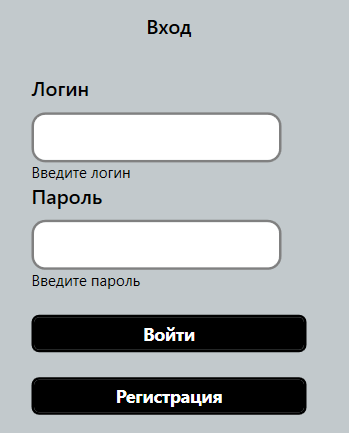 Вход
Логин
Введите логин
Пароль
Введите пароль
Войти
Регистрация